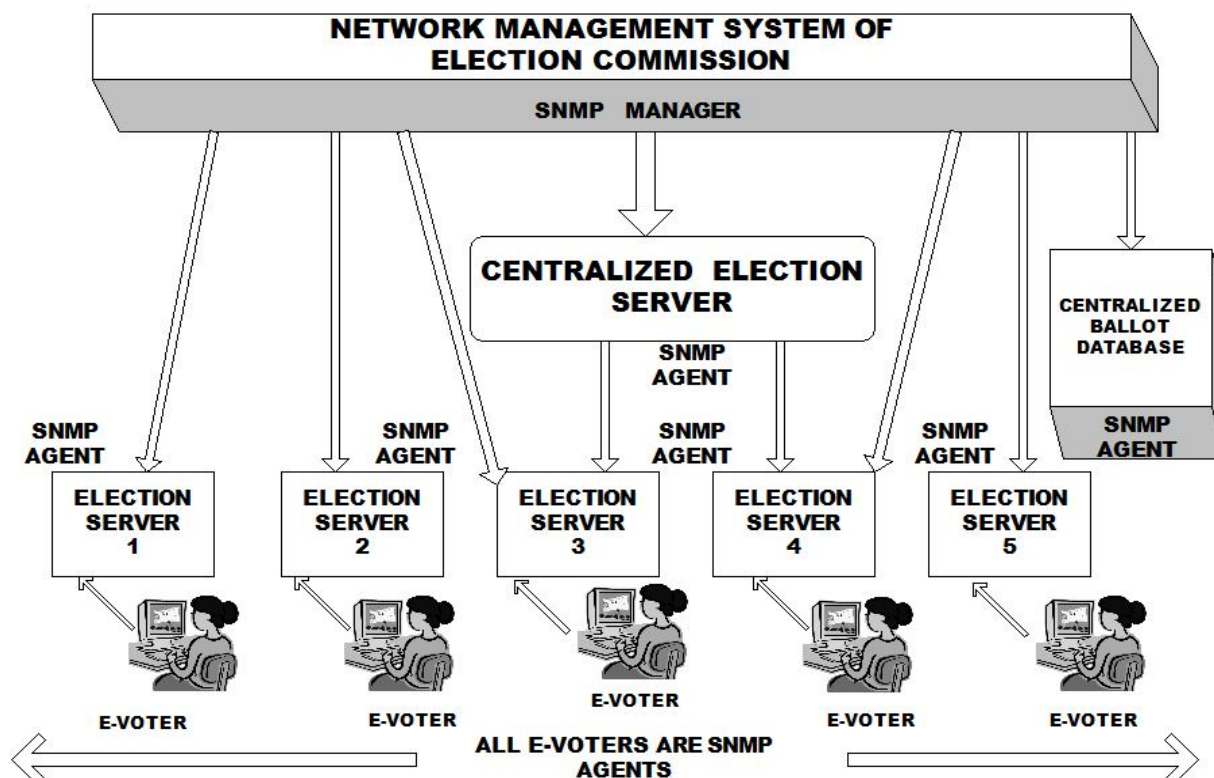 NETWORK MANAGEMENT SYSTEM OF
ELECTION COMMISSION
SNMP MANAGER
CENTRALIZED ELECTION
SERVER
CENTRALIZED
BALLOT
DATABASE
SNMP
AGENT
SNMP
AGENT
SNMP
AGENT
SNMP
AGENT
SNMP
AGENT
SNMP
AGENT
ELECTION
SERVER
1
ELECTION
SERVER
2
ELECTION
SERVER
3
ELECTION
SERVER
4
ELECTION
SERVER
5
E-VOTER
E-VOTER
E-VOTER
E-VOTER
E-VOTER
ALL E-VOTERS ARE SNMP
AGENTS